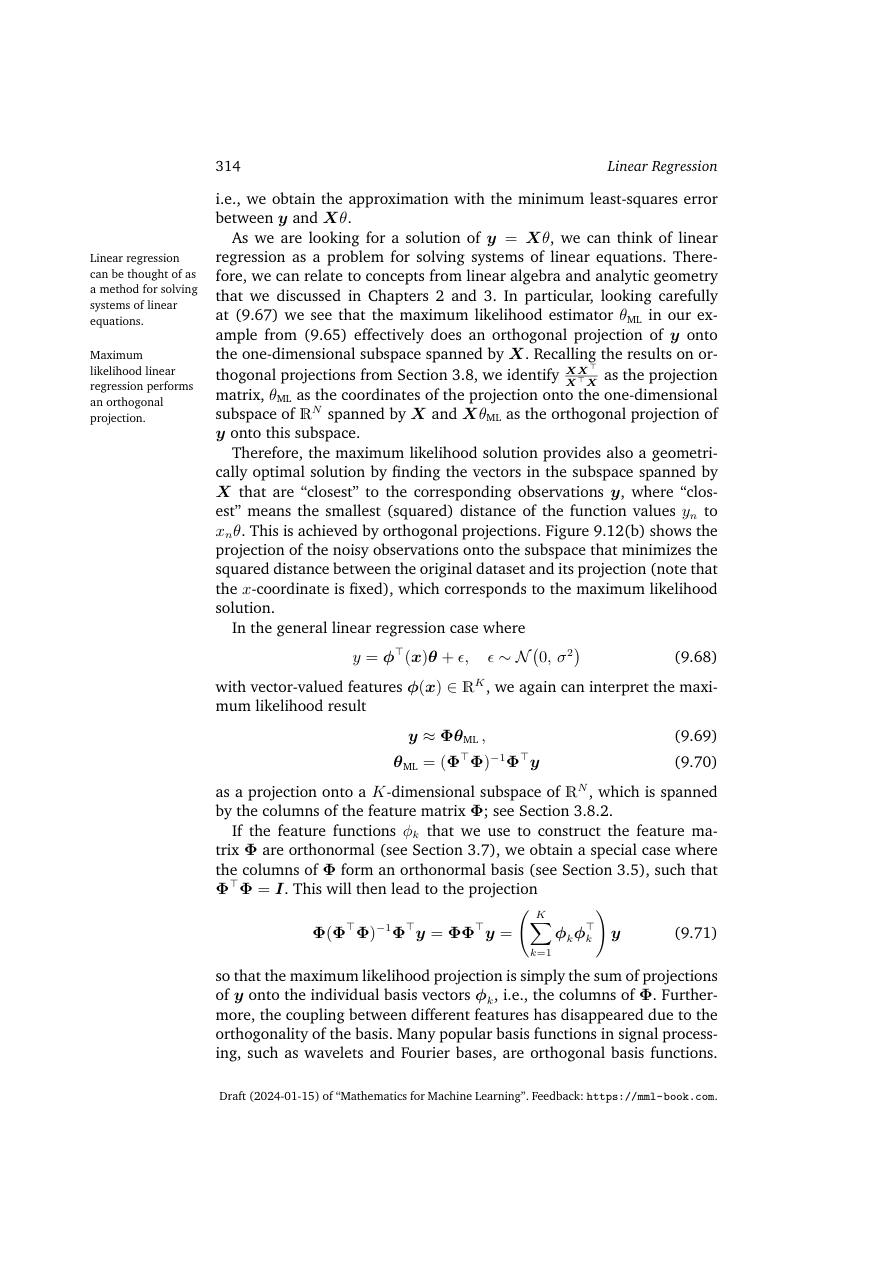 314 Linear Regression
i.e., we obtain the approximation with the minimum least-squares error
between y and Xθ.
As we are looking for a solution of y = Xθ, we can think of linear
regression as a problem for solving systems of linear equations. There-
fore, we can relate to concepts from linear algebra and analytic geometry
that we discussed in Chapters 2 and 3. In particular, looking carefully
at (9.67) we see that the maximum likelihood estimator θ_ML in our ex-
ample from (9.65) effectively does an orthogonal projection of y onto
the one-dimensional subspace spanned by X. Recalling the results on or-
thogonal projections from Section 3.8, we identify XX⊤/X⊤X as the projection
matrix, θ_ML as the coordinates of the projection onto the one-dimensional
subspace of ℝ^N spanned by X and Xθ_ML as the orthogonal projection of
y onto this subspace.
Linear regression
can be thought of as
a method for solving
systems of linear
equations.
Maximum
likelihood linear
regression performs
an orthogonal
projection.
Therefore, the maximum likelihood solution provides also a geometri-
cally optimal solution by finding the vectors in the subspace spanned by
X that are “closest” to the corresponding observations y, where “clos-
est” means the smallest (squared) distance of the function values y_n to
x_nθ. This is achieved by orthogonal projections. Figure 9.12(b) shows the
projection of the noisy observations onto the subspace that minimizes the
squared distance between the original dataset and its projection (note that
the x-coordinate is fixed), which corresponds to the maximum likelihood
solution.
In the general linear regression case where
y = ϕ⊤(x)θ + ϵ, ϵ ∼ 𝒩(0, σ²) (9.68)
with vector-valued features ϕ(x) ∈ ℝ^K, we again can interpret the maxi-
mum likelihood result
y ≈ Φθ_ML , (9.69)
θ_ML = (Φ⊤Φ)⁻¹Φ⊤y (9.70)
as a projection onto a K-dimensional subspace of ℝ^N, which is spanned
by the columns of the feature matrix Φ; see Section 3.8.2.
If the feature functions ϕ_k that we use to construct the feature ma-
trix Φ are orthonormal (see Section 3.7), we obtain a special case where
the columns of Φ form an orthonormal basis (see Section 3.5), such that
Φ⊤Φ = I. This will then lead to the projection
Φ(Φ⊤Φ)⁻¹Φ⊤y = ΦΦ⊤y = (∑_{k=1}^{K} ϕ_kϕ_k⊤) y (9.71)
so that the maximum likelihood projection is simply the sum of projections
of y onto the individual basis vectors ϕ_k, i.e., the columns of Φ. Further-
more, the coupling between different features has disappeared due to the
orthogonality of the basis. Many popular basis functions in signal process-
ing, such as wavelets and Fourier bases, are orthogonal basis functions.
Draft (2024-01-15) of “Mathematics for Machine Learning”. Feedback: https://mml-book.com.